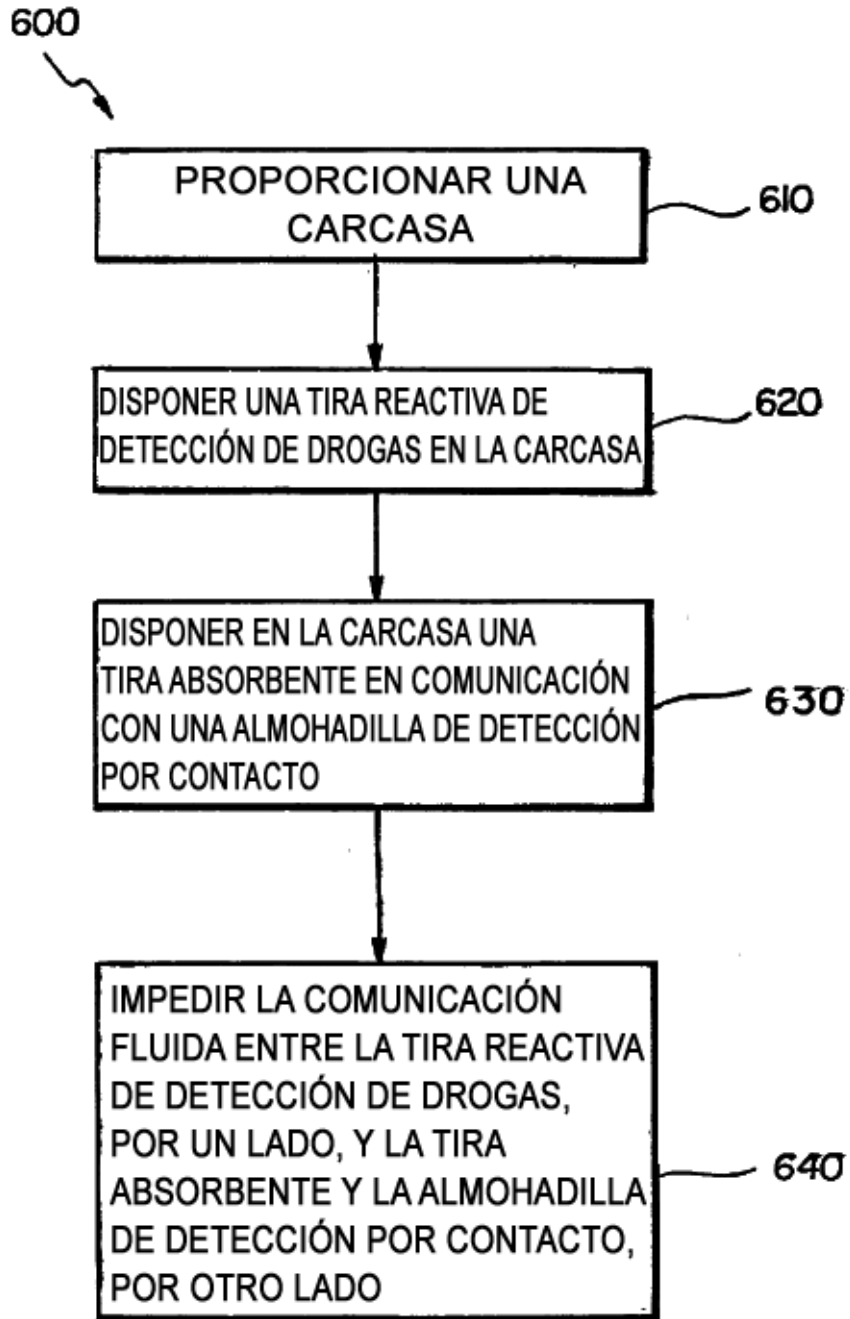 600
PROPORCIONAR UNA
CARCASA
610
DISPONER UNA TIRA REACTIVA DE
DETECCIÓN DE DROGAS EN LA CARCASA
620
DISPONER EN LA CARCASA UNA
TIRA ABSORBENTE EN COMUNICACIÓN
CON UNA ALMOHADILLA DE DETECCIÓN
POR CONTACTO
630
IMPEDIR LA COMUNICACIÓN
FLUIDA ENTRE LA TIRA REACTIVA
DE DETECCIÓN DE DROGAS,
POR UN LADO, Y LA TIRA
ABSORBENTE Y LA ALMOHADILLA
DE DETECCIÓN POR CONTACTO,
POR OTRO LADO
640